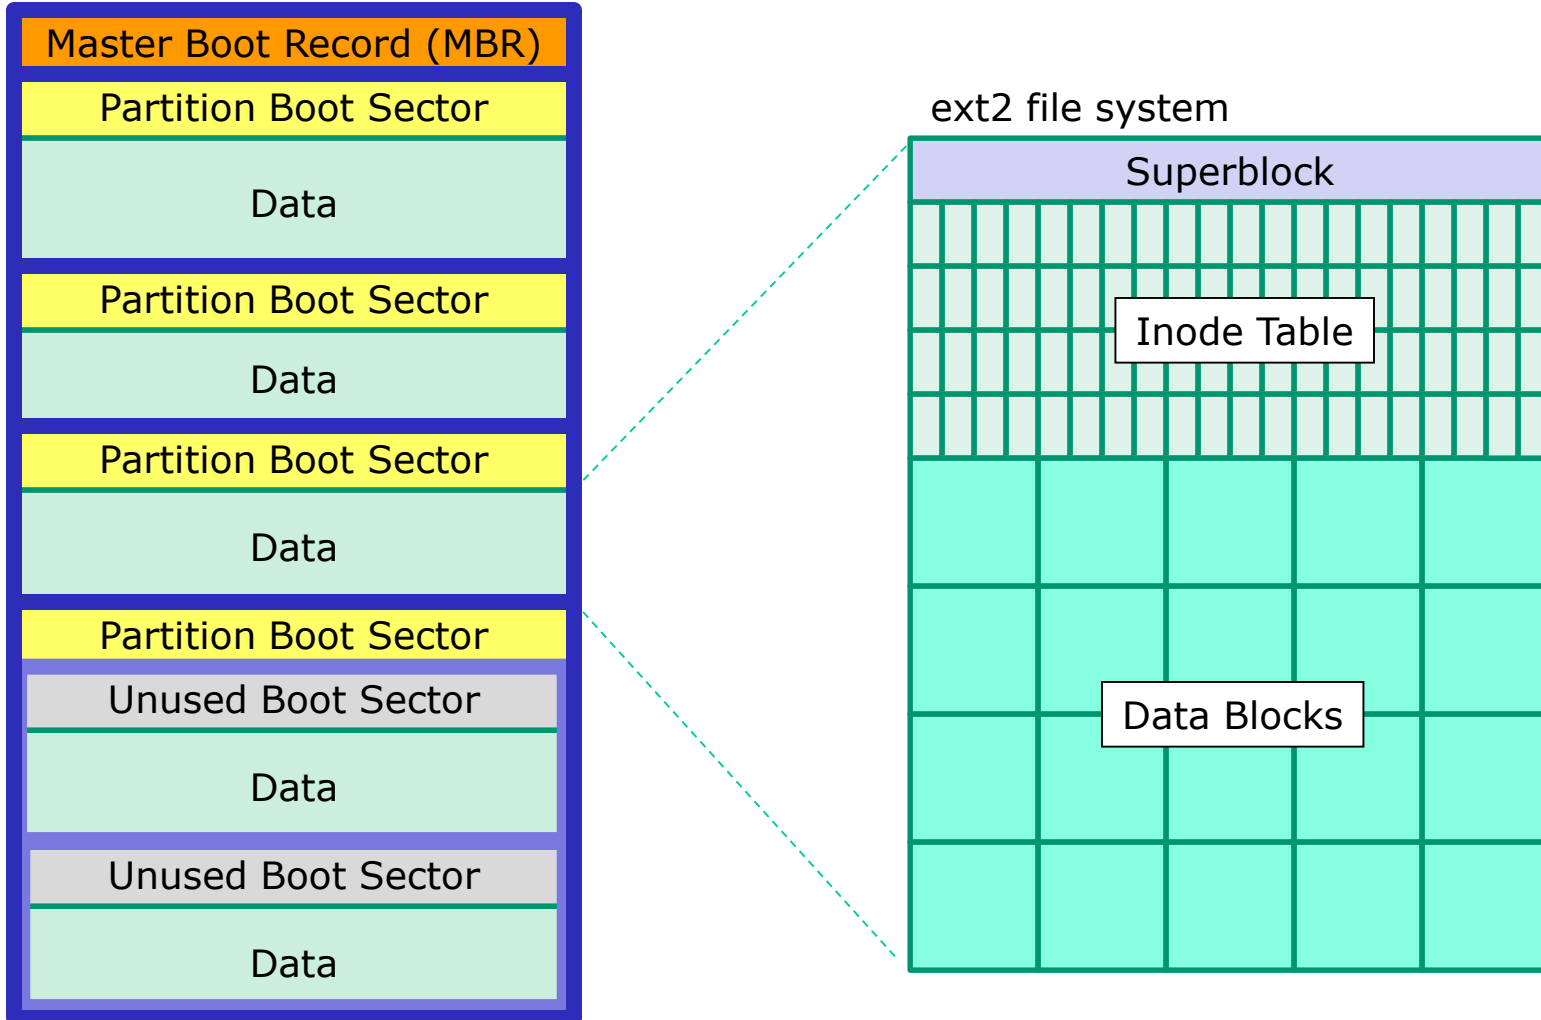 Master Boot Record (MBR)
Partition Boot Sector
Data
Partition Boot Sector
Data
Partition Boot Sector
Data
Partition Boot Sector
Unused Boot Sector
Data
Unused Boot Sector
Data
ext2 file system
Superblock
Inode Table
Data Blocks